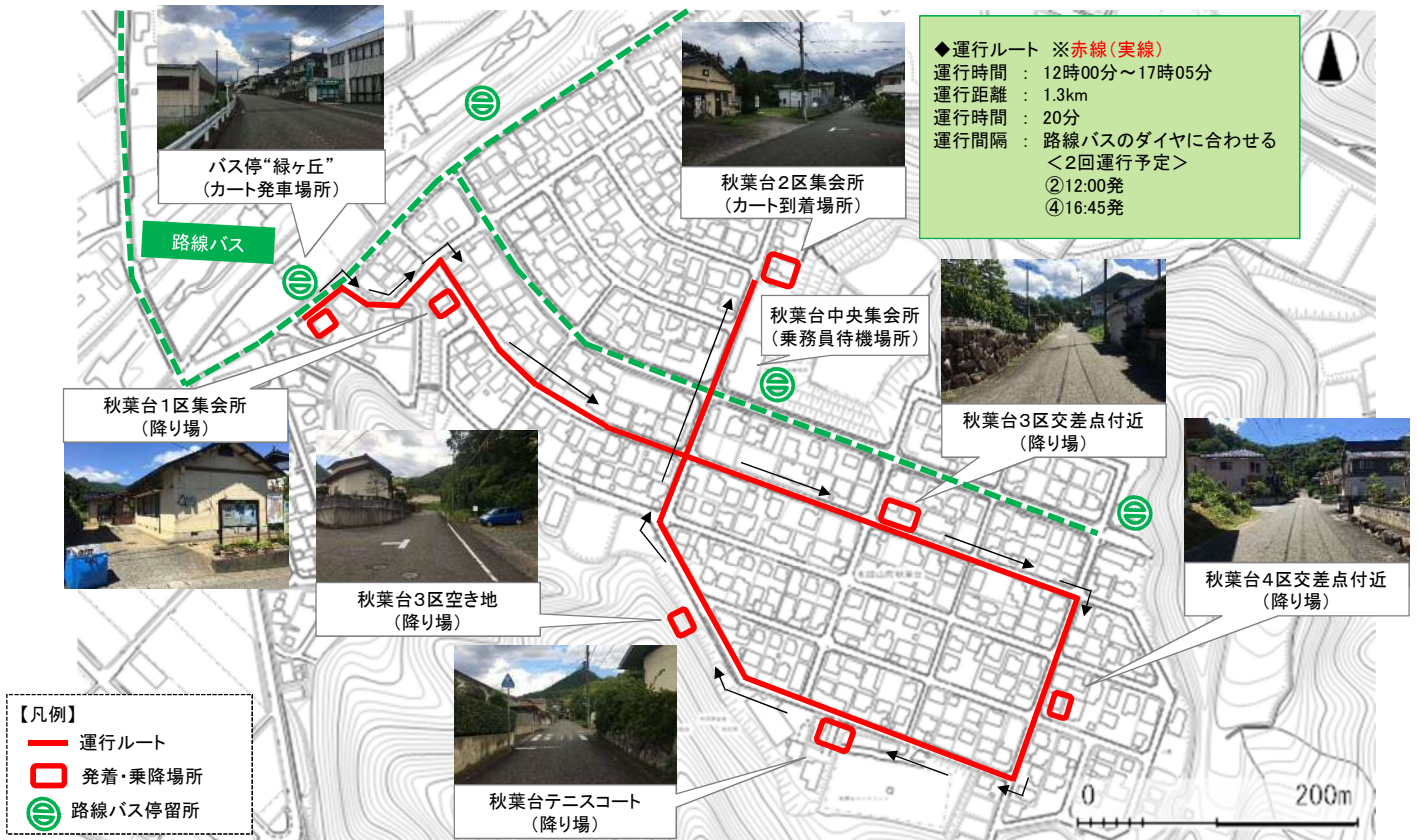 ◆運行ルート ※赤線(実線)
運行時間 : 12時00分～17時05分
運行距離 : 1.3km
運行時間 : 20分
運行間隔 : 路線バスのダイヤに合わせる
＜2回運行予定＞
②12:00発
④16:45発
バス停“緑ヶ丘”
(カート発車場所)
秋葉台2区集会所
(カート到着場所)
路線バス
秋葉台中央集会所
(乗務員待機場所)
秋葉台1区集会所
(降り場)
秋葉台3区交差点付近
(降り場)
秋葉台3区空き地
(降り場)
秋葉台4区交差点付近
(降り場)
秋葉台テニスコート
(降り場)
【凡例】
運行ルート
発着・乗降場所
路線バス停留所
0 200m